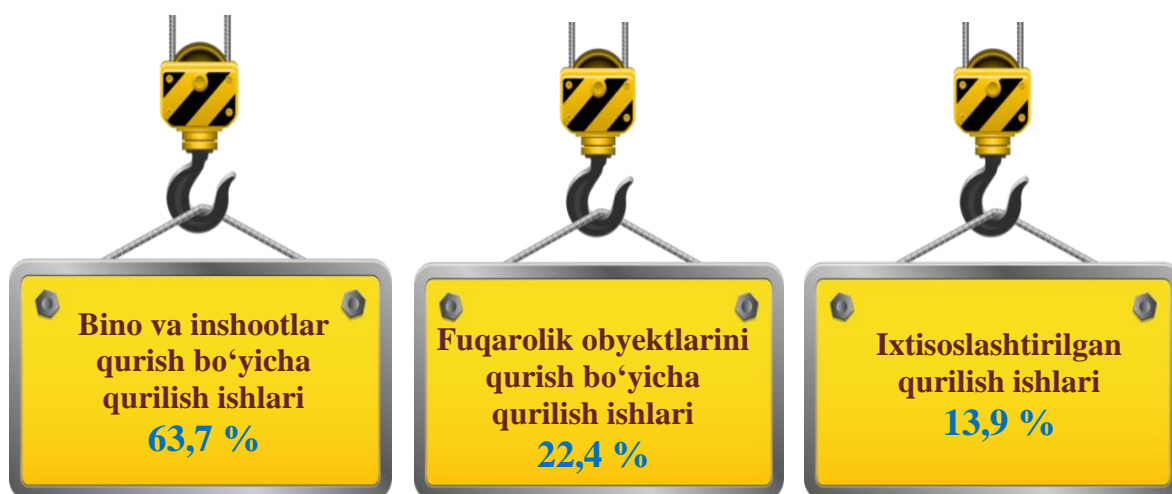 Bino va inshootlar
qurish bo‘yicha
qurilish ishlari
63,7 %
Fuqarolik obyektlarini
qurish bo‘yicha
qurilish ishlari
22,4 %
Ixtisoslashtirilgan
qurilish ishlari
13,9 %